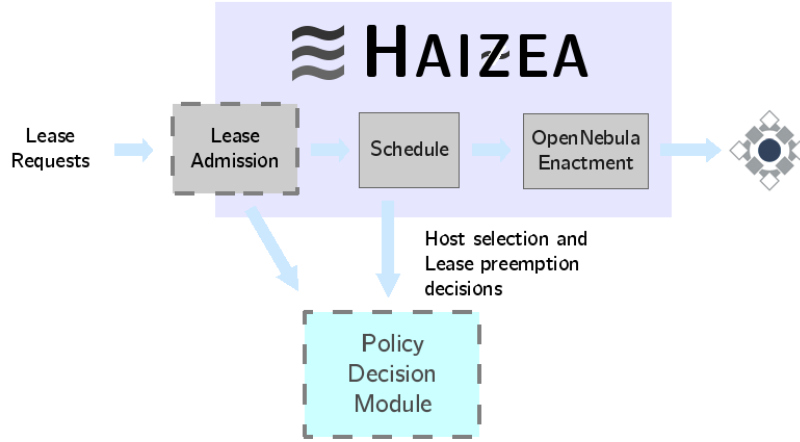 HAIZEA
Lease
Requests
Lease
Admission
Schedule
OpenNebula
Enactment
Host selection and
Lease preemption
decisions
Policy
Decision
Module